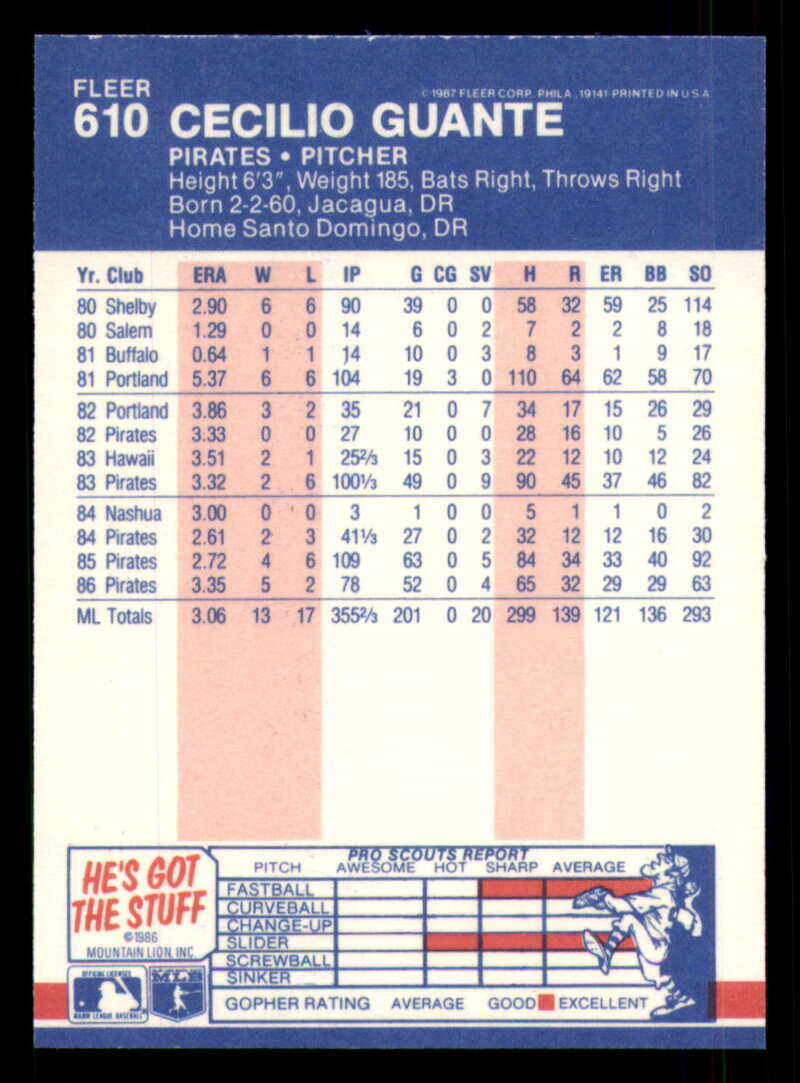 FLEER
©1987 FLEER CORP. PHILA., 19141-PRINTED IN U.S.A.
610 CECILIO GUANTE
PIRATES • PITCHER
Height 6'3", Weight 185, Bats Right, Throws Right
Born 2-2-60, Jacagua, DR
Home Santo Domingo, DR
Yr. Club ERA W L IP G CG SV H R ER BB SO
80 Shelby 2.90 6 6 90 39 0 0 58 32 59 25 114
80 Salem 1.29 0 0 14 6 0 2 7 2 2 8 18
81 Buffalo 0.64 1 1 14 10 0 3 8 3 1 9 17
81 Portland 5.37 6 6 104 19 3 0 110 64 62 58 70
82 Portland 3.86 3 2 35 21 0 7 34 17 15 26 29
82 Pirates 3.33 0 0 27 10 0 0 28 16 10 5 26
83 Hawaii 3.51 2 1 25⅔ 15 0 3 22 12 10 12 24
83 Pirates 3.32 2 6 100⅓ 49 0 9 90 45 37 46 82
84 Nashua 3.00 0 0 3 1 0 0 5 1 1 0 2
84 Pirates 2.61 2 3 41⅓ 27 0 2 32 12 12 16 30
85 Pirates 2.72 4 6 109 63 0 5 84 34 33 40 92
86 Pirates 3.35 5 2 78 52 0 4 65 32 29 29 63
ML Totals 3.06 13 17 355⅔ 201 0 20 299 139 121 136 293
HE'S GOT
THE STUFF
©1986
MOUNTAIN LION, INC.
PRO SCOUTS REPORT
PITCH AWESOME HOT SHARP AVERAGE
FASTBALL
CURVEBALL
CHANGE-UP
SLIDER
SCREWBALL
SINKER
GOPHER RATING AVERAGE GOOD EXCELLENT
OFFICIAL LICENSEE
MAJOR LEAGUE BASEBALL
MLB